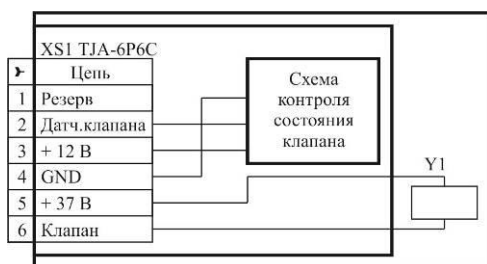 XS1 TJA-6P6C
Цепь
1 Резерв
2 Датч.клапана
3 + 12 В
4 GND
5 + 37 В
6 Клапан
Схема
контроля
состояния
клапана
Y1